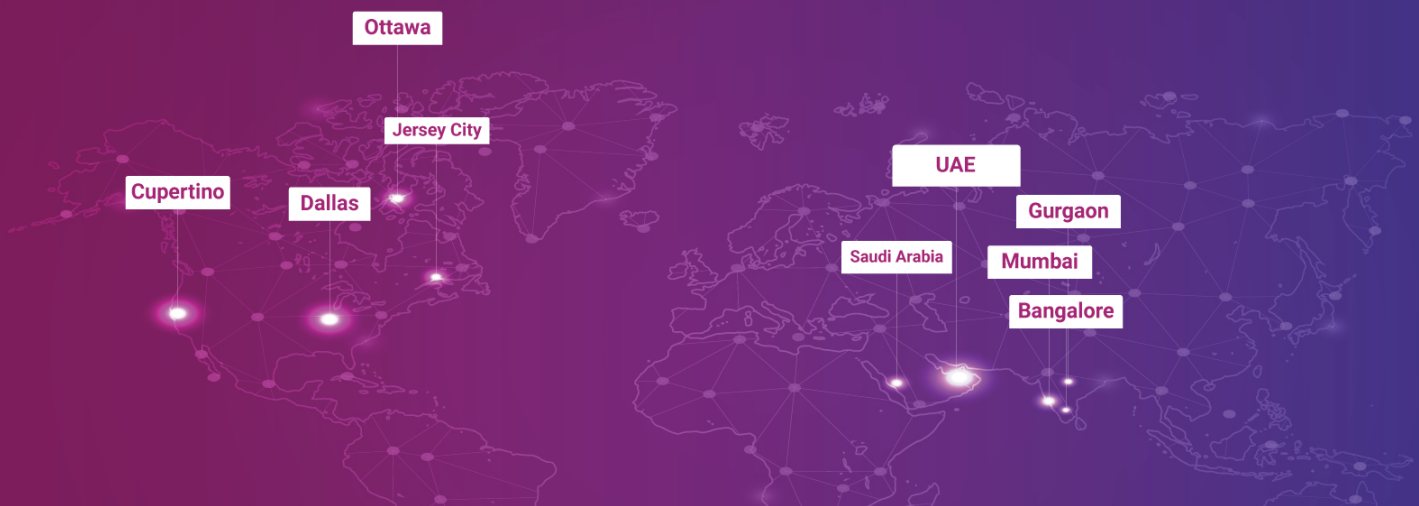 Ottawa
Jersey City
Cupertino
Dallas
UAE
Gurgaon
Saudi Arabia
Mumbai
Bangalore